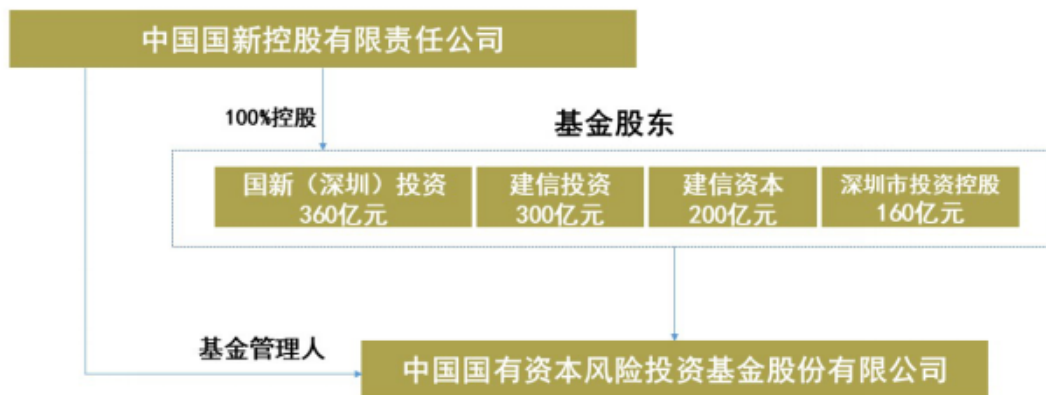 中国国新控股有限责任公司
100%控股
基金股东
国新（深圳）投资
360亿元
建信投资
300亿元
建信资本
200亿元
深圳市投资控股
160亿元
基金管理人
中国国有资本风险投资基金股份有限公司